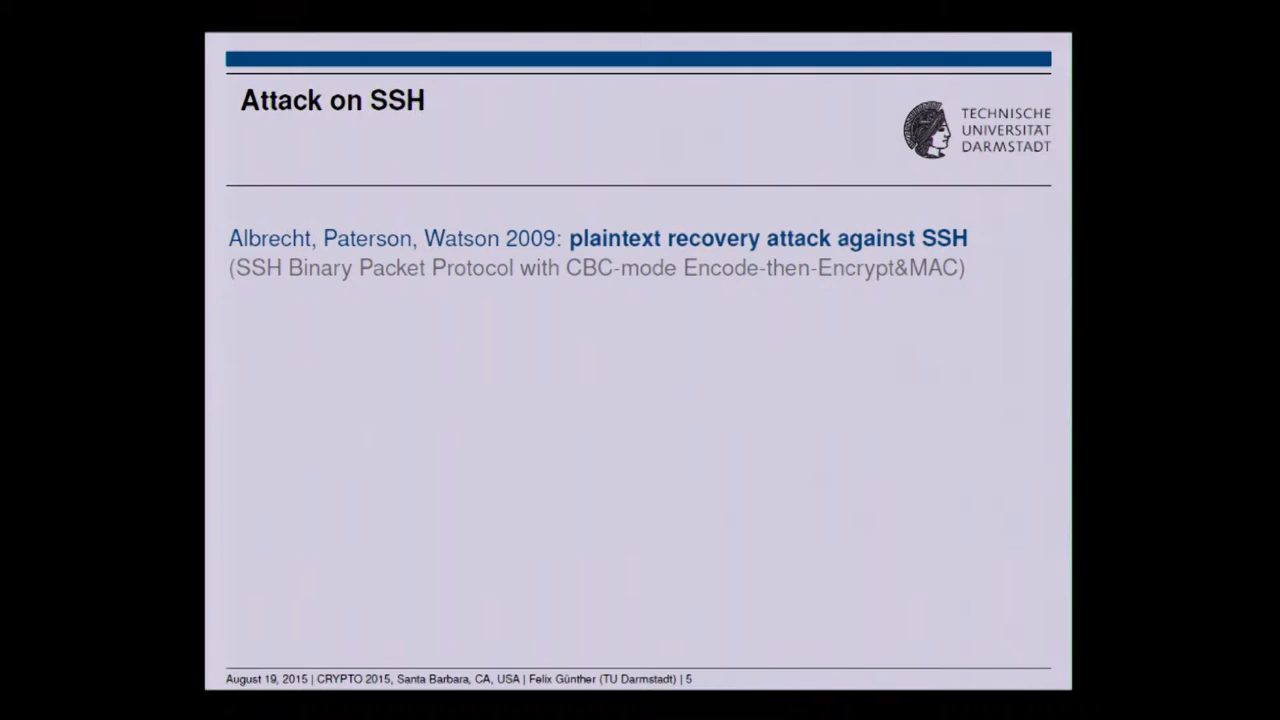 Attack on SSH
TECHNISCHE
UNIVERSITÄT
DARMSTADT
Albrecht, Paterson, Watson 2009: plaintext recovery attack against SSH
(SSH Binary Packet Protocol with CBC-mode Encode-then-Encrypt&MAC)
August 19, 2015 | CRYPTO 2015, Santa Barbara, CA, USA | Felix Günther (TU Darmstadt) | 5